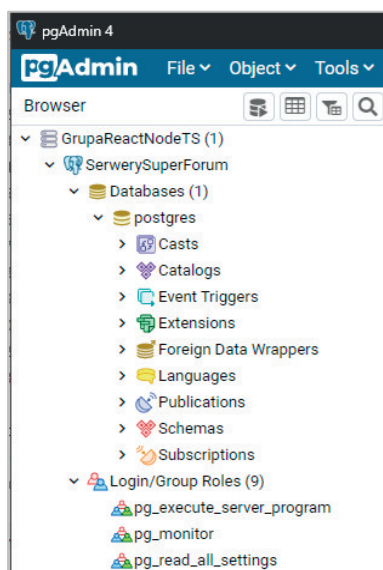 pgAdmin 4
pgAdmin File Object Tools
Browser
GrupaReactNodeTS (1)
SerwerySuperForum
Databases (1)
postgres
Casts
Catalogs
Event Triggers
Extensions
Foreign Data Wrappers
Languages
Publications
Schemas
Subscriptions
Login/Group Roles (9)
pg_execute_server_program
pg_monitor
pg_read_all_settings